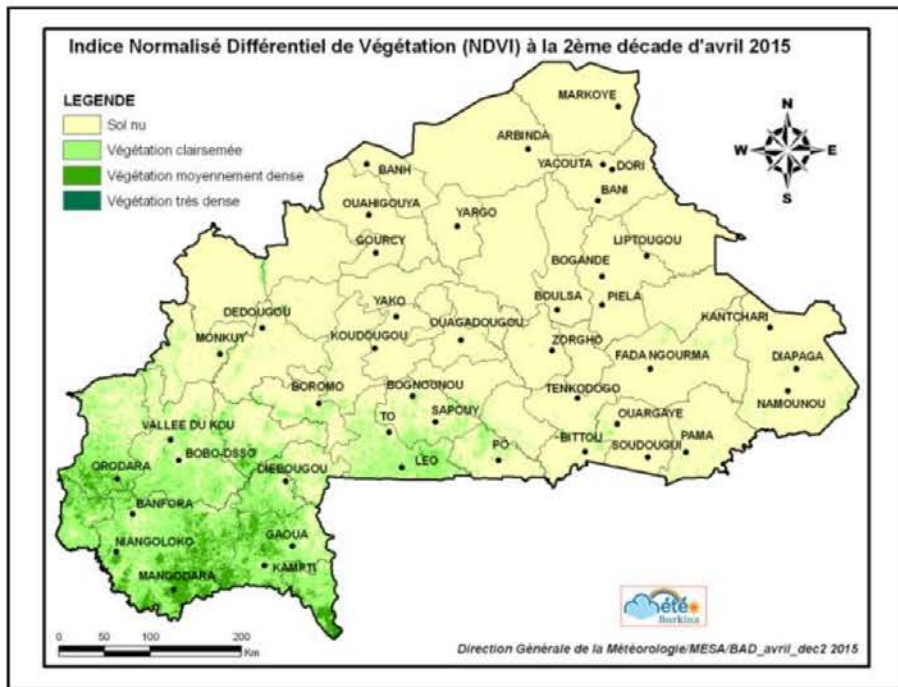 Indice Normalisé Différentiel de Végétation (NDVI) à la 2ème décade d'avril 2015
LEGENDE
Sol nu
Végétation clairsemée
Végétation moyennement dense
Végétation très dense
N
W E
S
MARKOYE
ARBINDA
YACOUTA
DORI
BANH
BANI
OUAHIGOUYA
YARGO
GOURCY
LIPTOUGOU
BOGANDE
YAKO
BOULSA
PIELA
DEDOUGOU
OUAGADOUGOU
KANTCHARI
MONKUY
KOUDOUGOU
ZORGHO
FADA NGOURMA
DIAPAGA
BOROMO
BOGNOUNOU
TENKODOGO
NAMOUNOU
TO
SAPOUY
OUARGAYE
VALLEE DU KOU
PÔ
BITTOU
SOUDOUGUI
PAMA
BOBO-DSSO
LEO
ORODARA
DIEBOUGOU
BANFORA
GAOUA
NIANGOLOKO
KAMPTI
MANGODARA
0 50 100 200
Km
été
Burkina
Direction Générale de la Météorologie/MESA/BAD_avril_dec2 2015